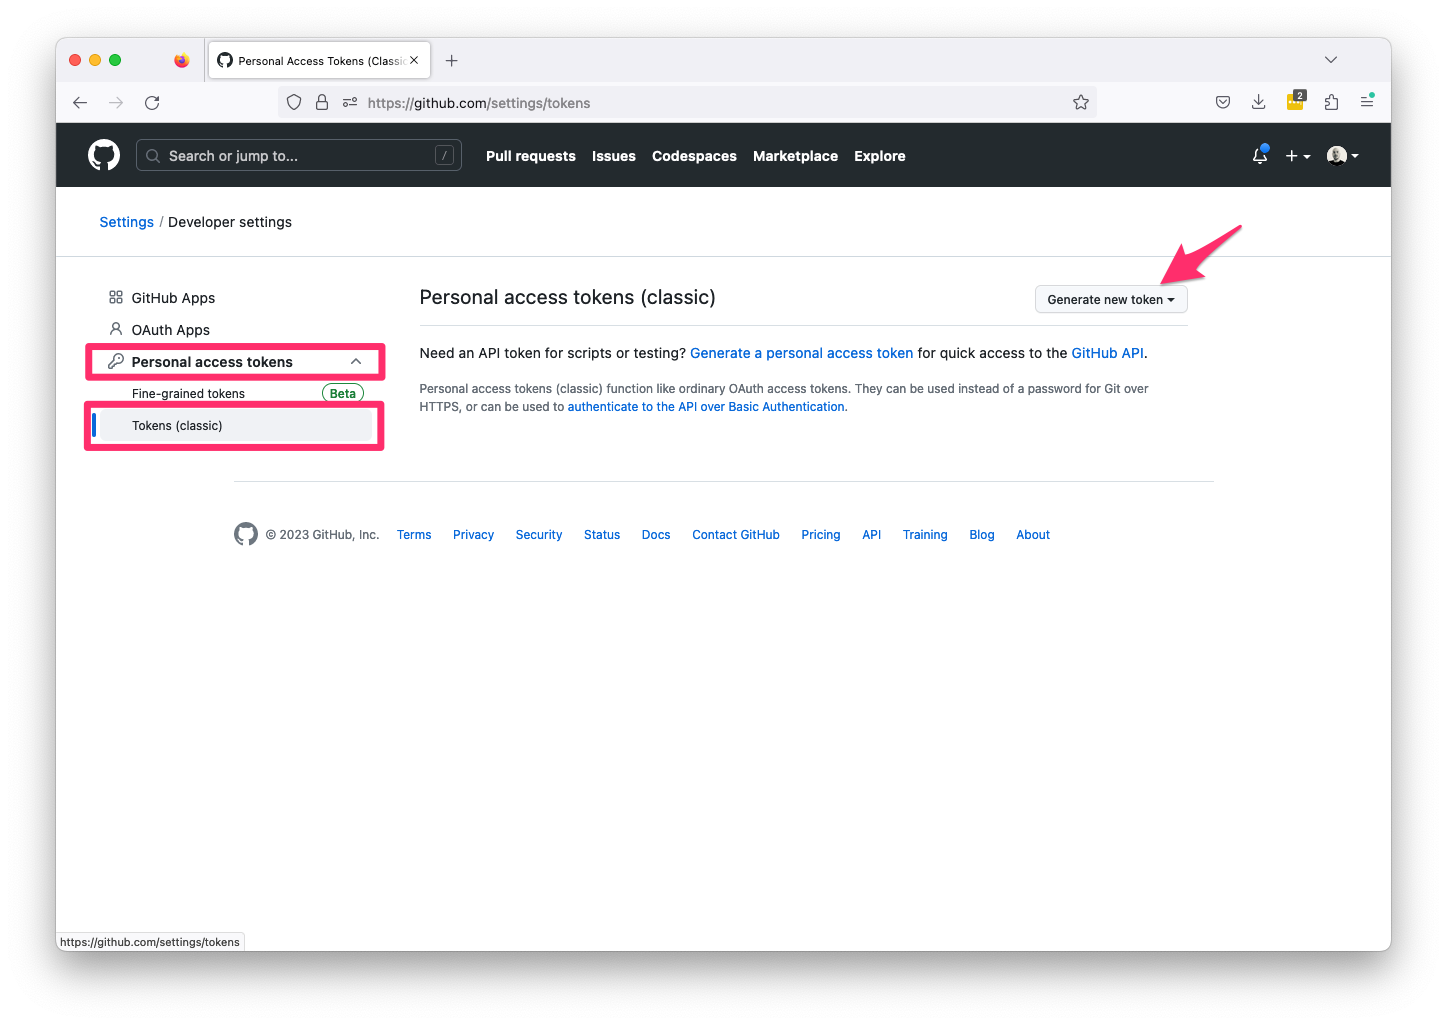 Personal Access Tokens (Classic
https://github.com/settings/tokens
2
Search or jump to... /
Pull requests Issues Codespaces Marketplace Explore
Settings / Developer settings
GitHub Apps
OAuth Apps
Personal access tokens
Fine-grained tokens Beta
Tokens (classic)
Personal access tokens (classic)
Generate new token
Need an API token for scripts or testing? Generate a personal access token for quick access to the GitHub API.
Personal access tokens (classic) function like ordinary OAuth access tokens. They can be used instead of a password for Git over
HTTPS, or can be used to authenticate to the API over Basic Authentication.
© 2023 GitHub, Inc. Terms Privacy Security Status Docs Contact GitHub Pricing API Training Blog About
https://github.com/settings/tokens